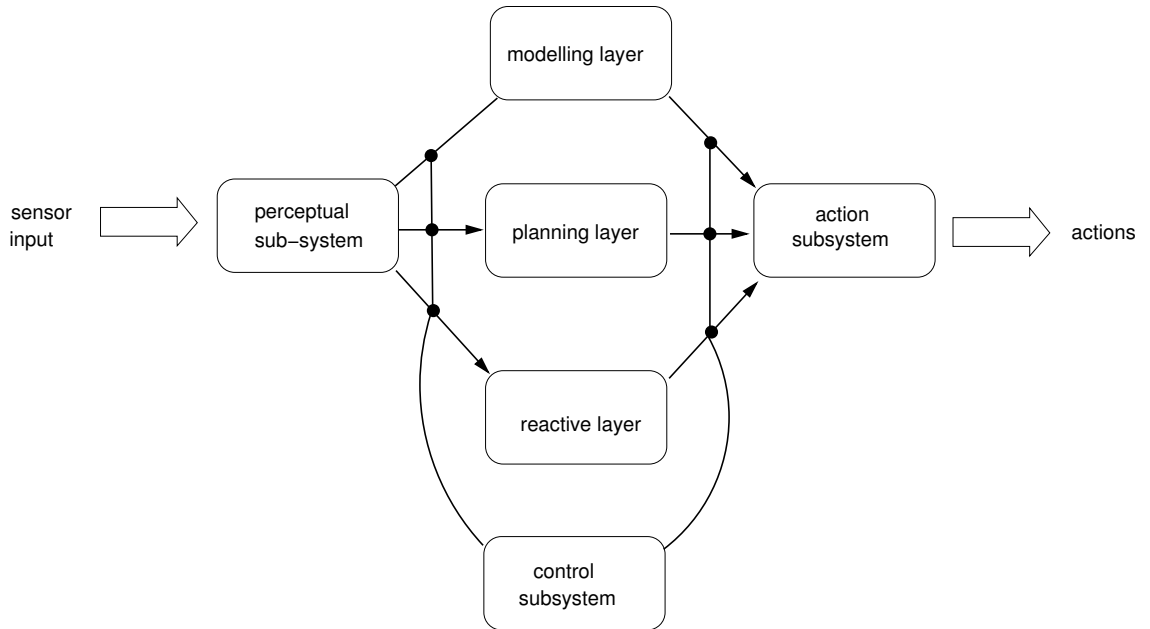 modelling layer
sensor
input
perceptual
sub−system
planning layer
action
subsystem
actions
reactive layer
control
subsystem